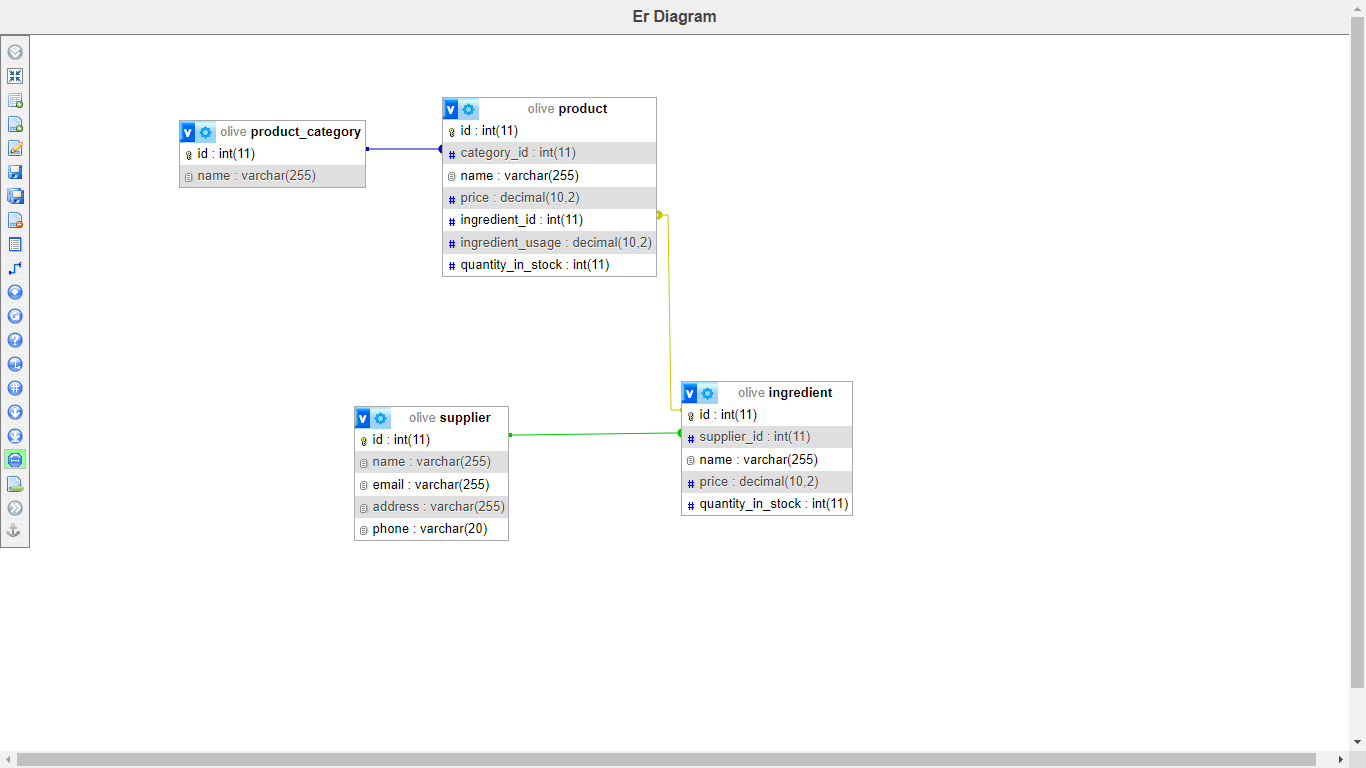 Er Diagram
olive product_category
id : int(11)
name : varchar(255)
olive product
id : int(11)
category_id : int(11)
name : varchar(255)
price : decimal(10,2)
ingredient_id : int(11)
ingredient_usage : decimal(10,2)
quantity_in_stock : int(11)
olive supplier
id : int(11)
name : varchar(255)
email : varchar(255)
address : varchar(255)
phone : varchar(20)
olive ingredient
id : int(11)
supplier_id : int(11)
name : varchar(255)
price : decimal(10,2)
quantity_in_stock : int(11)